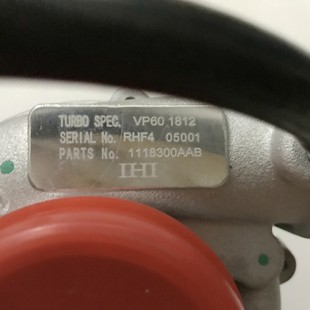 TURBO SPEC. VP60 1812
SERIAL No. RHF4 05001
PARTS No. 1118300AAB
IHI